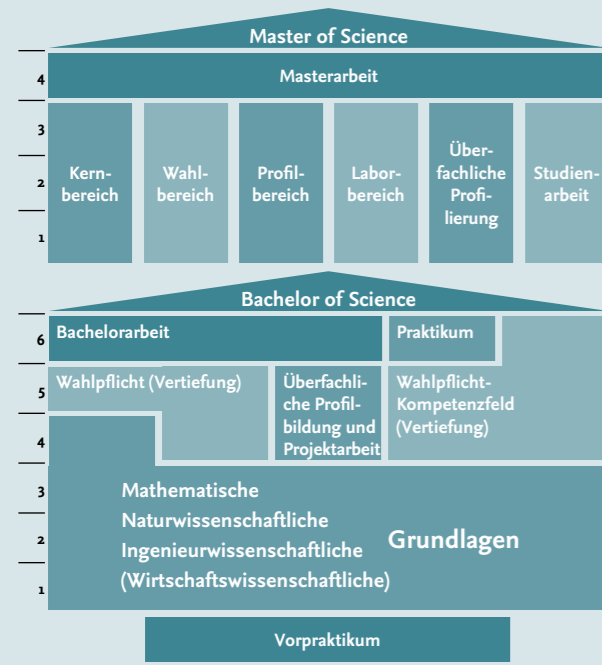 Master of Science
4
Masterarbeit
3
2
1
Kern-
bereich
Wahl-
bereich
Profil-
bereich
Labor-
bereich
Über-
fachliche
Profi-
lierung
Studien-
arbeit
Bachelor of Science
6
Bachelorarbeit
Praktikum
5
Wahlpflicht (Vertiefung)
Überfachli-
che Profil-
bildung und
Projektarbeit
Wahlpflicht-
Kompetenzfeld
(Vertiefung)
4
3
Mathematische
Naturwissenschaftliche
2
Ingenieurwissenschaftliche
(Wirtschaftswissenschaftliche)
Grundlagen
1
Vorpraktikum